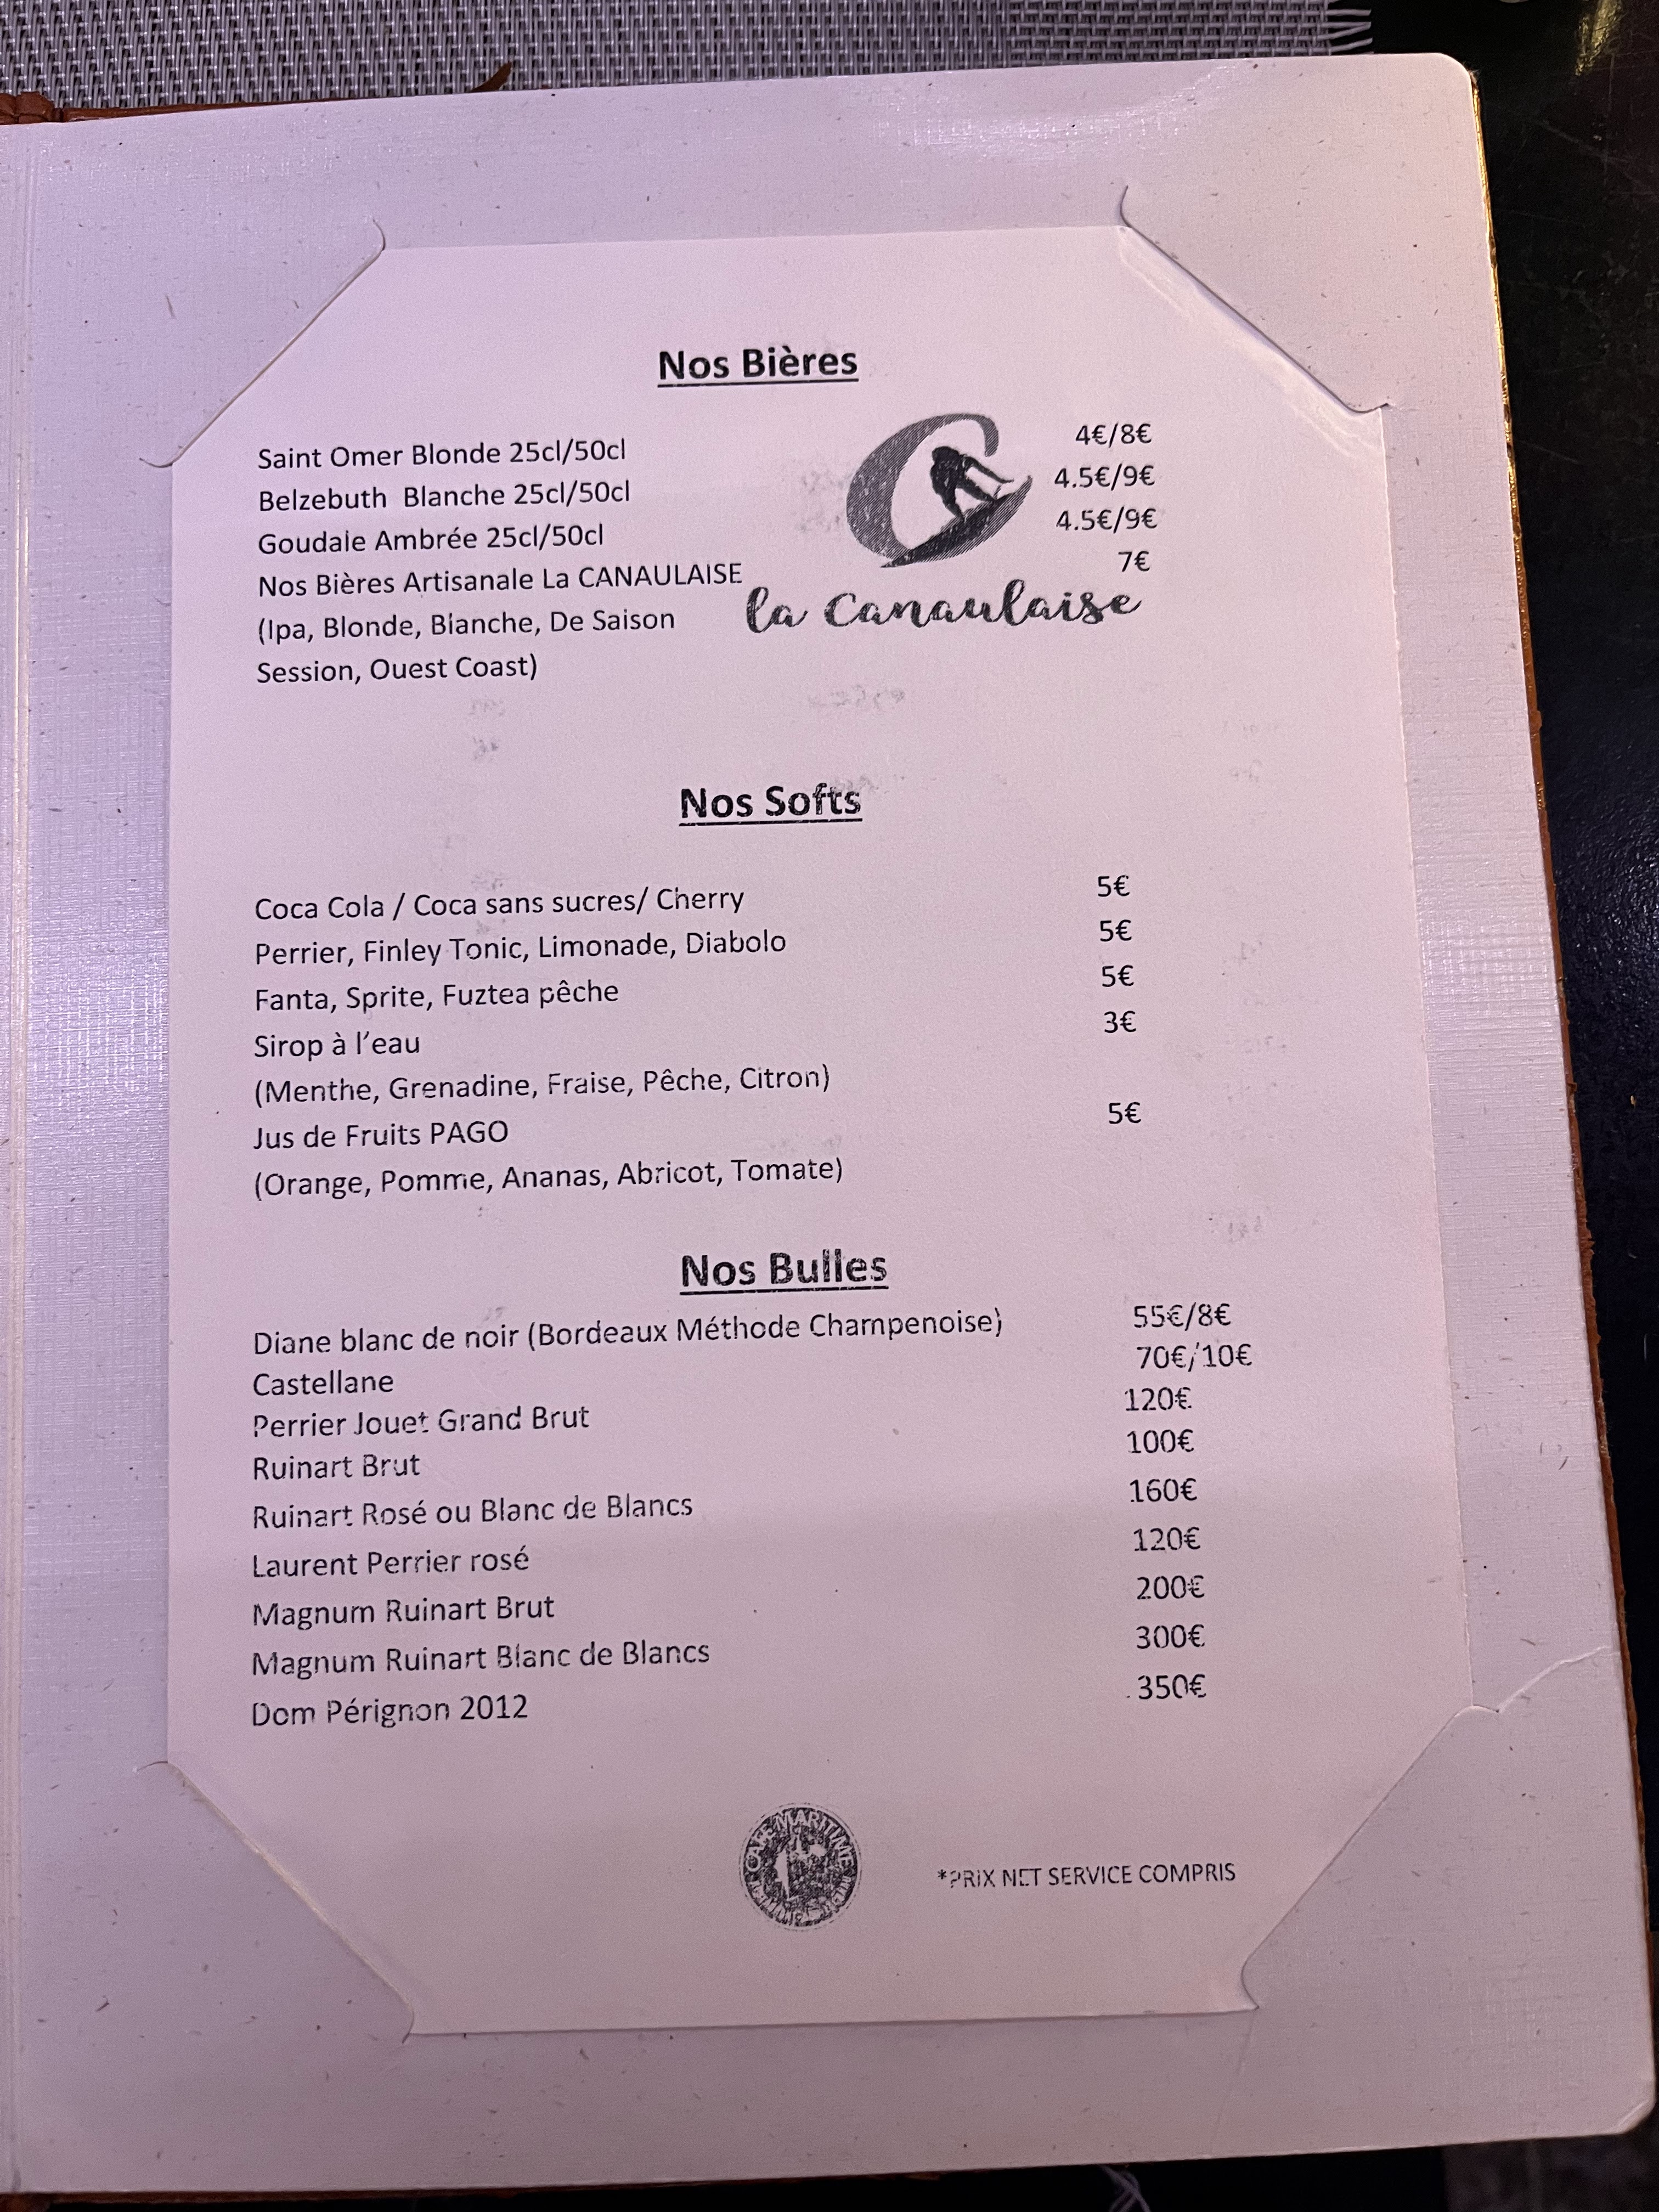 Nos Bières
Saint Omer Blonde 25cl/50cl 4€/8€
Belzebuth Blanche 25cl/50cl 4.5€/9€
Goudale Ambrée 25cl/50cl 4.5€/9€
Nos Bières Artisanale La CANAULAISE 7€
(Ipa, Blonde, Blanche, De Saison
Session, Ouest Coast)
la Canaulaise
Nos Softs
Coca Cola / Coca sans sucres/ Cherry 5€
Perrier, Finley Tonic, Limonade, Diabolo 5€
Fanta, Sprite, Fuztea pêche 5€
Sirop à l’eau 3€
(Menthe, Grenadine, Fraise, Pêche, Citron)
Jus de Fruits PAGO 5€
(Orange, Pomme, Ananas, Abricot, Tomate)
Nos Bulles
Diane blanc de noir (Bordeaux Méthode Champenoise) 55€/8€
Castellane 70€/10€
Perrier Jouet Grand Brut 120€
Ruinart Brut 100€
Ruinart Rosé ou Blanc de Blancs 160€
Laurent Perrier rosé 120€
Magnum Ruinart Brut 200€
Magnum Ruinart Blanc de Blancs 300€
Dom Pérignon 2012 350€
CAFE MARITIME
*PRIX NET SERVICE COMPRIS